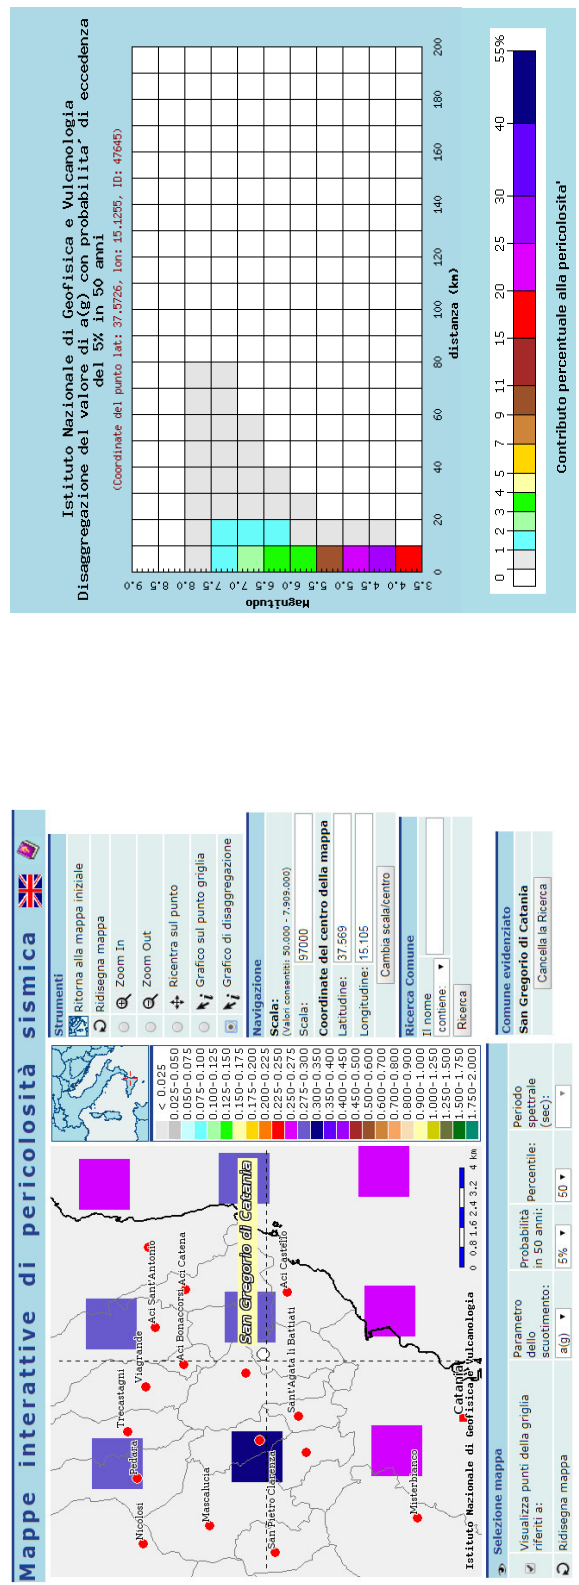 Mappe interattive di pericolosità sismica
Nicolosi
Pedara
Trecastagni
Viagrande
Aci Sant'Antonio
Mascalucia
Aci Bonaccorsi
Aci Catena
San Pietro Clarenza
San Gregorio di Catania
Sant'Agata li Battiati
Aci Castello
Misterbianco
Catania
0 0.8 1.6 2.4 3.2 4 km
Istituto Nazionale di Geofisica e Vulcanologia
< 0.025
0.025-0.050
0.050-0.075
0.075-0.100
0.100-0.125
0.125-0.150
0.150-0.175
0.175-0.200
0.200-0.225
0.225-0.250
0.250-0.275
0.275-0.300
0.300-0.350
0.350-0.400
0.400-0.450
0.450-0.500
0.500-0.600
0.600-0.700
0.700-0.800
0.800-0.900
0.900-1.000
1.000-1.250
1.250-1.500
1.500-1.750
1.750-2.000
Strumenti
Ritorna alla mappa iniziale
Ridisegna mappa
Zoom In
Zoom Out
Ricentra sul punto
Grafico sul punto griglia
Grafico di disaggregazione
Navigazione
Scala:
(Valori consentiti: 50.000 - 7.909.000)
Scala: 97000
Coordinate del centro della mappa
Latitudine: 37.569
Longitudine: 15.105
Cambia scala/centro
Ricerca Comune
Il nome
contiene:
Ricerca
Comune evidenziato
San Gregorio di Catania
Cancella la Ricerca
Selezione mappa
Visualizza punti della griglia
riferiti a:
Ridisegna mappa
Parametro
dello
scuotimento:
a(g)
Probabilità
in 50 anni:
5%
Percentile:
50
Periodo
spettrale
(sec):
Istituto Nazionale di Geofisica e Vulcanologia
Disaggregazione del valore di a(g) con probabilita' di eccedenza
del 5% in 50 anni
(Coordinate del punto lat: 37.5726, lon: 15.1255, ID: 47645)
Magnitudo
9.0
8.5
8.0
7.5
7.0
6.5
6.0
5.5
5.0
4.5
4.0
3.5
0 20 40 60 80 100 120 140 160 180 200
distanza (km)
0 1 2 3 4 5 7 9 11 15 20 25 30 40 55%
Contributo percentuale alla pericolosita'